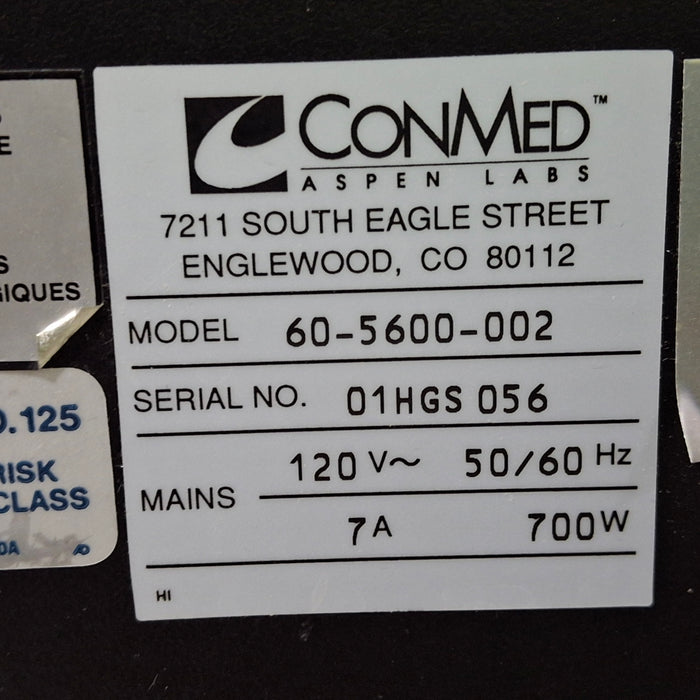 E
S
IQUES
0.125
RISK
CLASS
DA
CONMED™
ASPEN LABS
7211 SOUTH EAGLE STREET
ENGLEWOOD, CO 80112
MODEL 60-5600-002
SERIAL NO. 01HGS 056
MAINS
120 V~ 50/60 Hz
7A 700W
HI